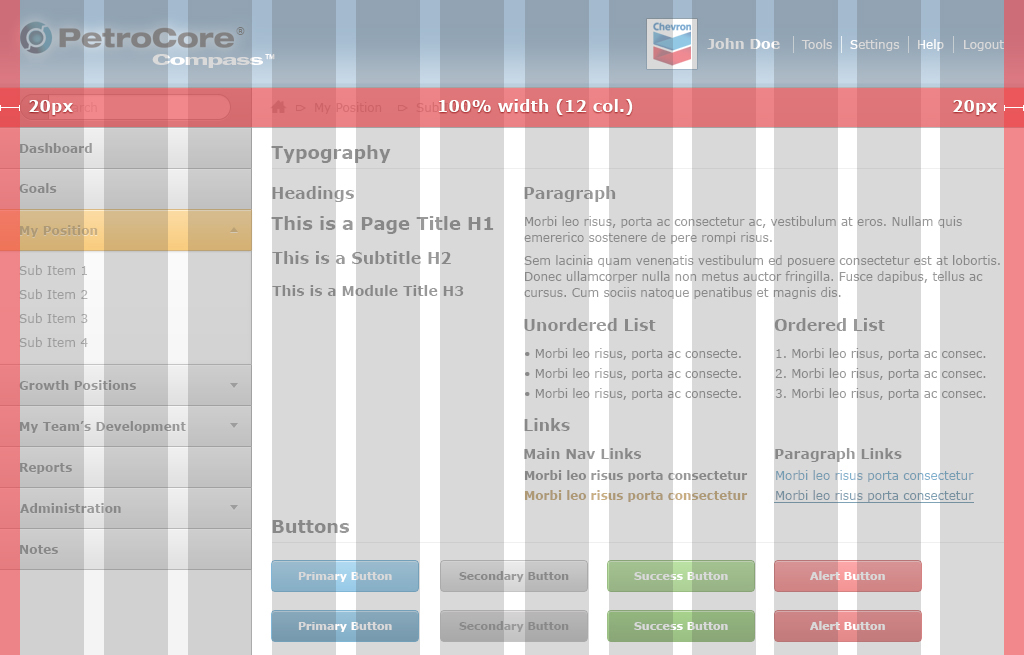 PetroCore®
Compass™
Chevron
John Doe
Tools
Settings
Help
Logout
20px
My Position
100% width (12 col.)
20px
Dashboard
Goals
My Position
Sub Item 1
Sub Item 2
Sub Item 3
Sub Item 4
Growth Positions
My Team’s Development
Reports
Administration
Notes
Typography
Headings
This is a Page Title H1
This is a Subtitle H2
This is a Module Title H3
Paragraph
Morbi leo risus, porta ac consectetur ac, vestibulum at eros. Nullam quis
emererico sostenere de pere rompi risus.
Sem lacinia quam venenatis vestibulum ed posuere consectetur est at lobortis.
Donec ullamcorper nulla non metus auctor fringilla. Fusce dapibus, tellus ac
cursus. Cum sociis natoque penatibus et magnis dis.
Unordered List
• Morbi leo risus, porta ac consecte.
• Morbi leo risus, porta ac consecte.
• Morbi leo risus, porta ac consecte.
Ordered List
1. Morbi leo risus, porta ac consec.
2. Morbi leo risus, porta ac consec.
3. Morbi leo risus, porta ac consec.
Links
Main Nav Links
Morbi leo risus porta consectetur
Morbi leo risus porta consectetur
Paragraph Links
Morbi leo risus porta consectetur
Morbi leo risus porta consectetur
Buttons
Primary Button
Secondary Button
Success Button
Alert Button
Primary Button
Secondary Button
Success Button
Alert Button